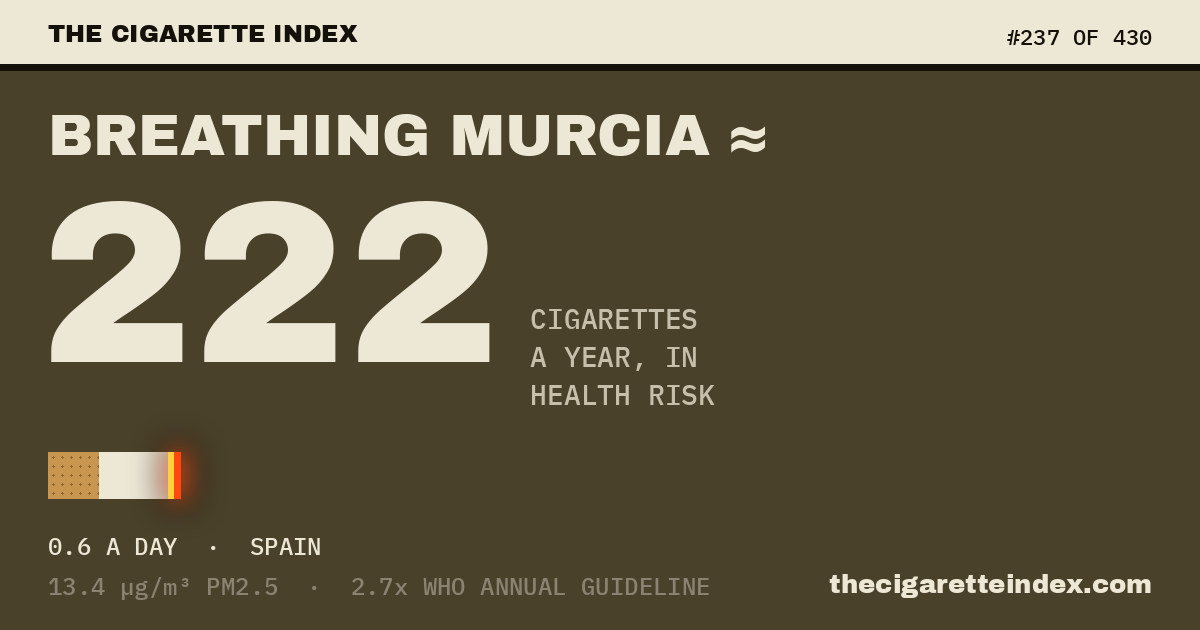 THE CIGARETTE INDEX
#237 OF 430
BREATHING MURCIA ≈
222
CIGARETTES
A YEAR, IN
HEALTH RISK
0.6 A DAY · SPAIN
13.4 µg/m³ PM2.5 · 2.7x WHO ANNUAL GUIDELINE
thecigaretteindex.com